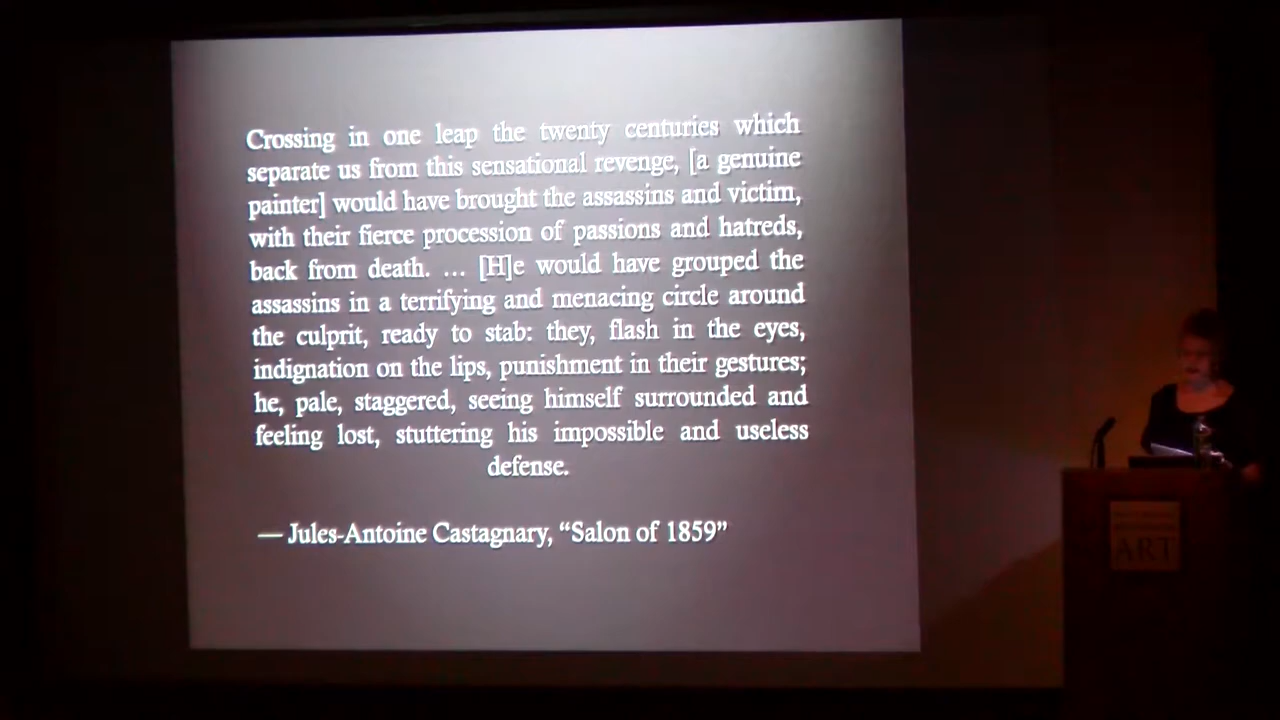 Crossing in one leap the twenty centuries which
separate us from this sensational revenge, [a genuine
painter] would have brought the assassins and victim,
with their fierce procession of passions and hatreds,
back from death. ... [H]e would have grouped the
assassins in a terrifying and menacing circle around
the culprit, ready to stab: they, flash in the eyes,
indignation on the lips, punishment in their gestures;
he, pale, staggered, seeing himself surrounded and
feeling lost, stuttering his impossible and useless
defense.
— Jules-Antoine Castagnary, “Salon of 1859”
ART